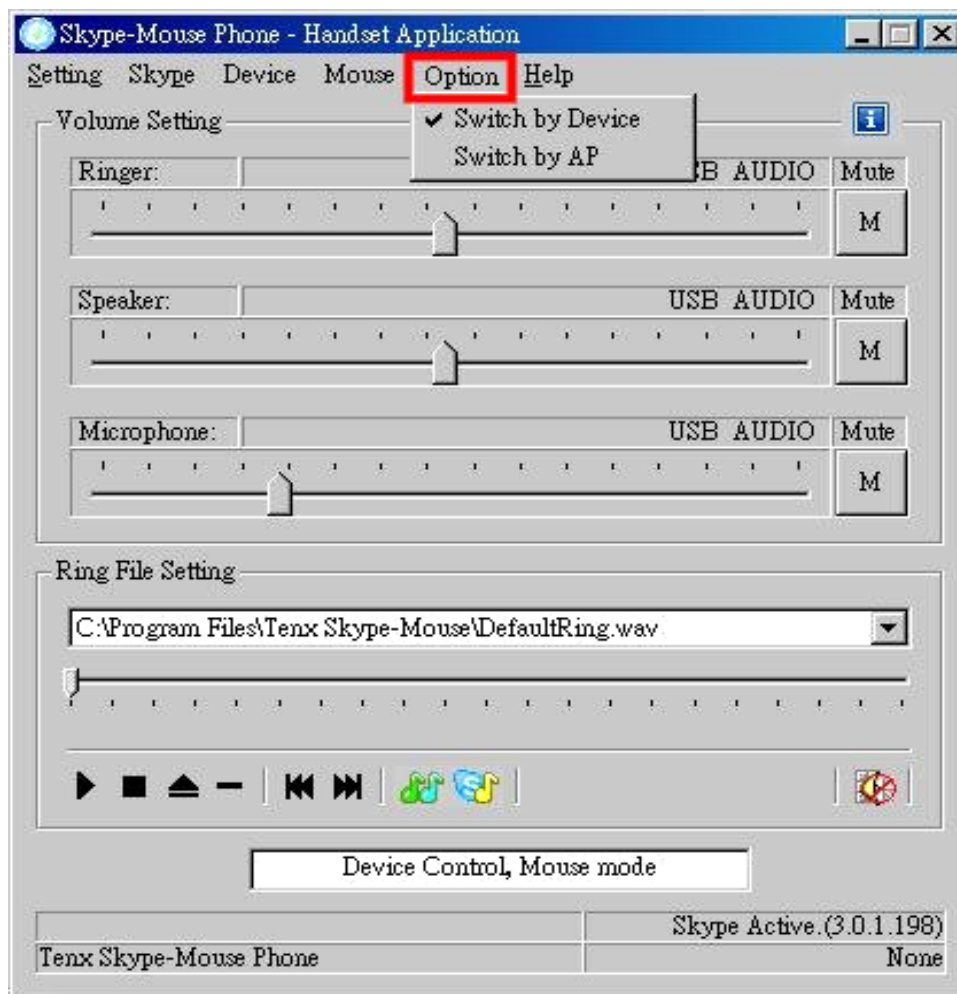 Skype-Mouse Phone - Handset Application
Setting Skype Device Mouse Option Help
Volume Setting
Switch by Device
Switch by AP
Ringer: AUDIO Mute
M
Speaker: USB AUDIO Mute
M
Microphone: USB AUDIO Mute
M
Ring File Setting
C:\Program Files\Tenx Skype-Mouse\DefaultRing.wav
Device Control, Mouse mode
Skype Active.(3.0.1.198)
Tenx Skype-Mouse Phone None